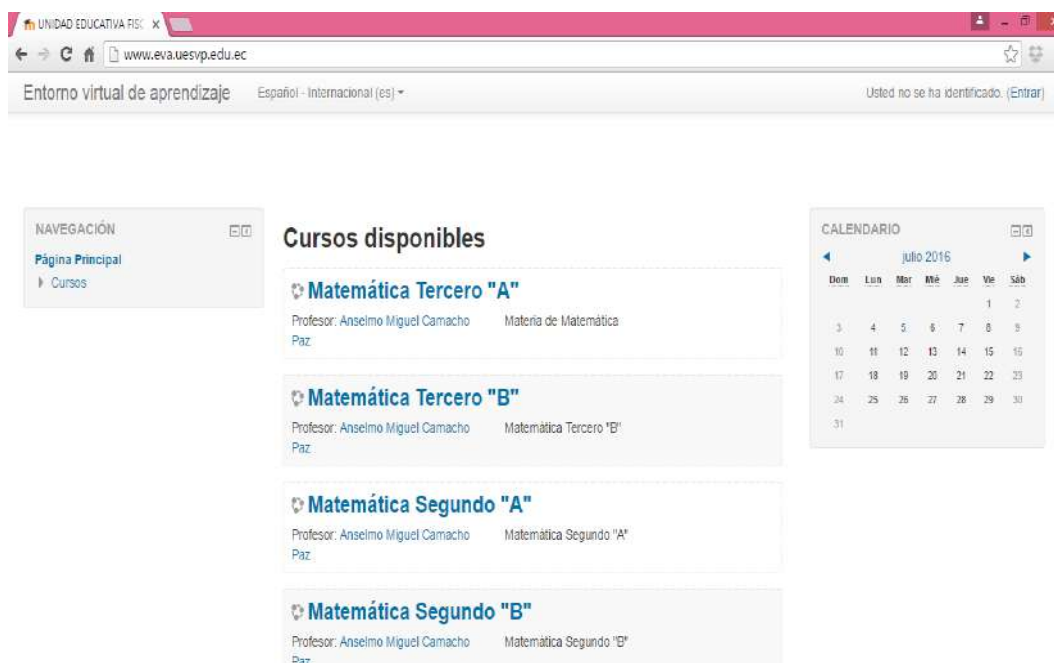 UNIDAD EDUCATIVA FISC
www.eva.uesvp.edu.ec
Entorno virtual de aprendizaje Español - Internacional (es)
Usted no se ha identificado. (Entrar)
NAVEGACIÓN
Página Principal
Cursos
Cursos disponibles
Matemática Tercero "A"
Profesor: Anselmo Miguel Camacho Materia de Matemática
Paz
Matemática Tercero "B"
Profesor: Anselmo Miguel Camacho Matemática Tercero "B"
Paz
Matemática Segundo "A"
Profesor: Anselmo Miguel Camacho Matemática Segundo "A"
Paz
Matemática Segundo "B"
Profesor: Anselmo Miguel Camacho Matemática Segundo "B"
Paz
CALENDARIO
julio 2016
Dom Lun Mar Mié Jue Vie Sáb
1 2
3 4 5 6 7 8 9
10 11 12 13 14 15 16
17 18 19 20 21 22 23
24 25 26 27 28 29 30
31